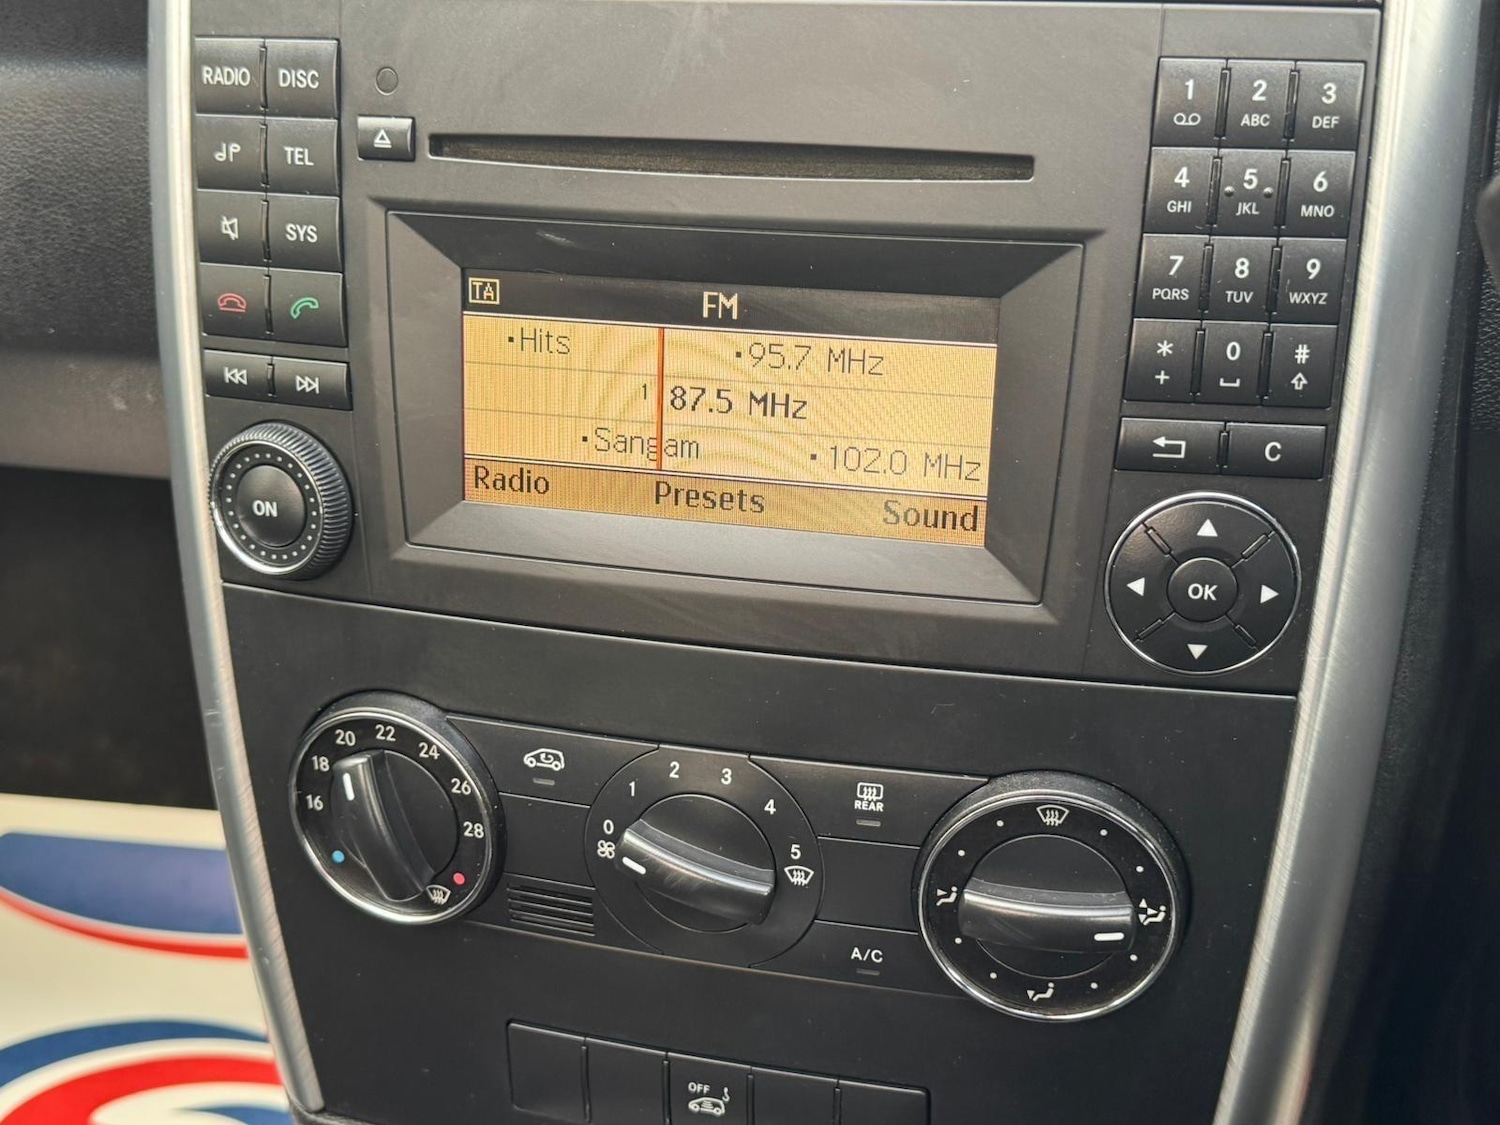 RADIO DISC
TEL
SYS
ON
TA
FM
Hits 95.7 MHz
1 87.5 MHz
Sangam 102.0 MHz
Radio Presets Sound
1 2 3
ABC DEF
4 5 6
GHI JKL MNO
7 8 9
PQRS TUV WXYZ
* 0 #
+
C
OK
16 18 20 22 24 26 28
0 1 2 3 4 5
REAR
A/C
OFF